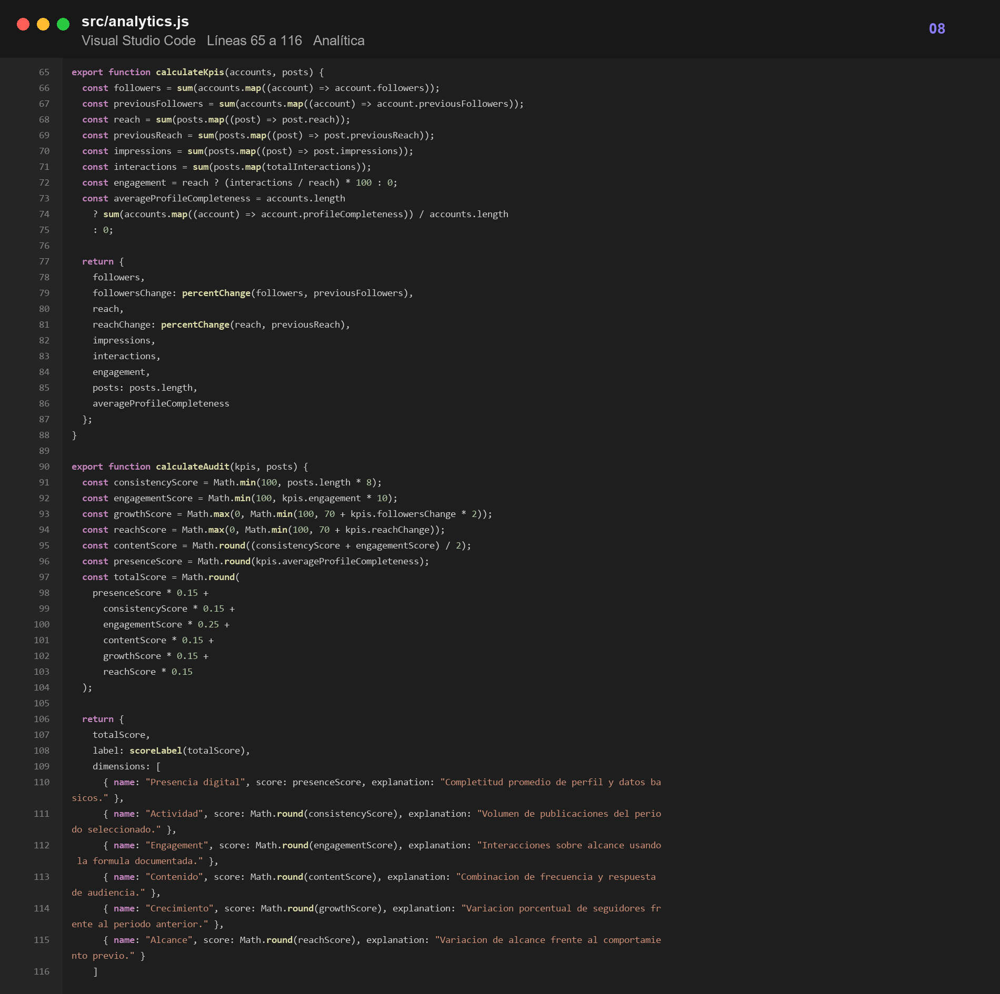 src/analytics.js
08
Visual Studio Code   Líneas 65 a 116   Analítica
65 export function calculateKpis(accounts, posts) {
66   const followers = sum(accounts.map((account) => account.followers));
67   const previousFollowers = sum(accounts.map((account) => account.previousFollowers));
68   const reach = sum(posts.map((post) => post.reach));
69   const previousReach = sum(posts.map((post) => post.previousReach));
70   const impressions = sum(posts.map((post) => post.impressions));
71   const interactions = sum(posts.map(totalInteractions));
72   const engagement = reach ? (interactions / reach) * 100 : 0;
73   const averageProfileCompleteness = accounts.length
74     ? sum(accounts.map((account) => account.profileCompleteness)) / accounts.length
75     : 0;
76
77   return {
78     followers,
79     followersChange: percentChange(followers, previousFollowers),
80     reach,
81     reachChange: percentChange(reach, previousReach),
82     impressions,
83     interactions,
84     engagement,
85     posts: posts.length,
86     averageProfileCompleteness
87   };
88 }
89
90 export function calculateAudit(kpis, posts) {
91   const consistencyScore = Math.min(100, posts.length * 8);
92   const engagementScore = Math.min(100, kpis.engagement * 10);
93   const growthScore = Math.max(0, Math.min(100, 70 + kpis.followersChange * 2));
94   const reachScore = Math.max(0, Math.min(100, 70 + kpis.reachChange));
95   const contentScore = Math.round((consistencyScore + engagementScore) / 2);
96   const presenceScore = Math.round(kpis.averageProfileCompleteness);
97   const totalScore = Math.round(
98     presenceScore * 0.15 +
99       consistencyScore * 0.15 +
100       engagementScore * 0.25 +
101       contentScore * 0.15 +
102       growthScore * 0.15 +
103       reachScore * 0.15
104   );
105
106   return {
107     totalScore,
108     label: scoreLabel(totalScore),
109     dimensions: [
110       { name: "Presencia digital", score: presenceScore, explanation: "Completitud promedio de perfil y datos ba
sicos." },
111       { name: "Actividad", score: Math.round(consistencyScore), explanation: "Volumen de publicaciones del perio
do seleccionado." },
112       { name: "Engagement", score: Math.round(engagementScore), explanation: "Interacciones sobre alcance usando
 la formula documentada." },
113       { name: "Contenido", score: Math.round(contentScore), explanation: "Combinacion de frecuencia y respuesta
de audiencia." },
114       { name: "Crecimiento", score: Math.round(growthScore), explanation: "Variacion porcentual de seguidores fr
ente al periodo anterior." },
115       { name: "Alcance", score: Math.round(reachScore), explanation: "Variacion de alcance frente al comportamie
nto previo." }
116     ]